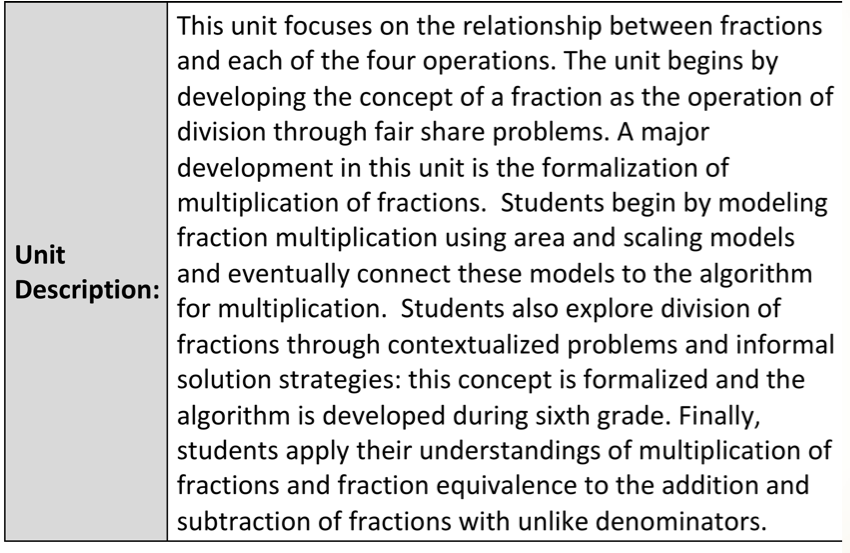 Unit
Description:
This unit focuses on the relationship between fractions
and each of the four operations. The unit begins by
developing the concept of a fraction as the operation of
division through fair share problems. A major
development in this unit is the formalization of
multiplication of fractions.  Students begin by modeling
fraction multiplication using area and scaling models
and eventually connect these models to the algorithm
for multiplication.  Students also explore division of
fractions through contextualized problems and informal
solution strategies: this concept is formalized and the
algorithm is developed during sixth grade. Finally,
students apply their understandings of multiplication of
fractions and fraction equivalence to the addition and
subtraction of fractions with unlike denominators.